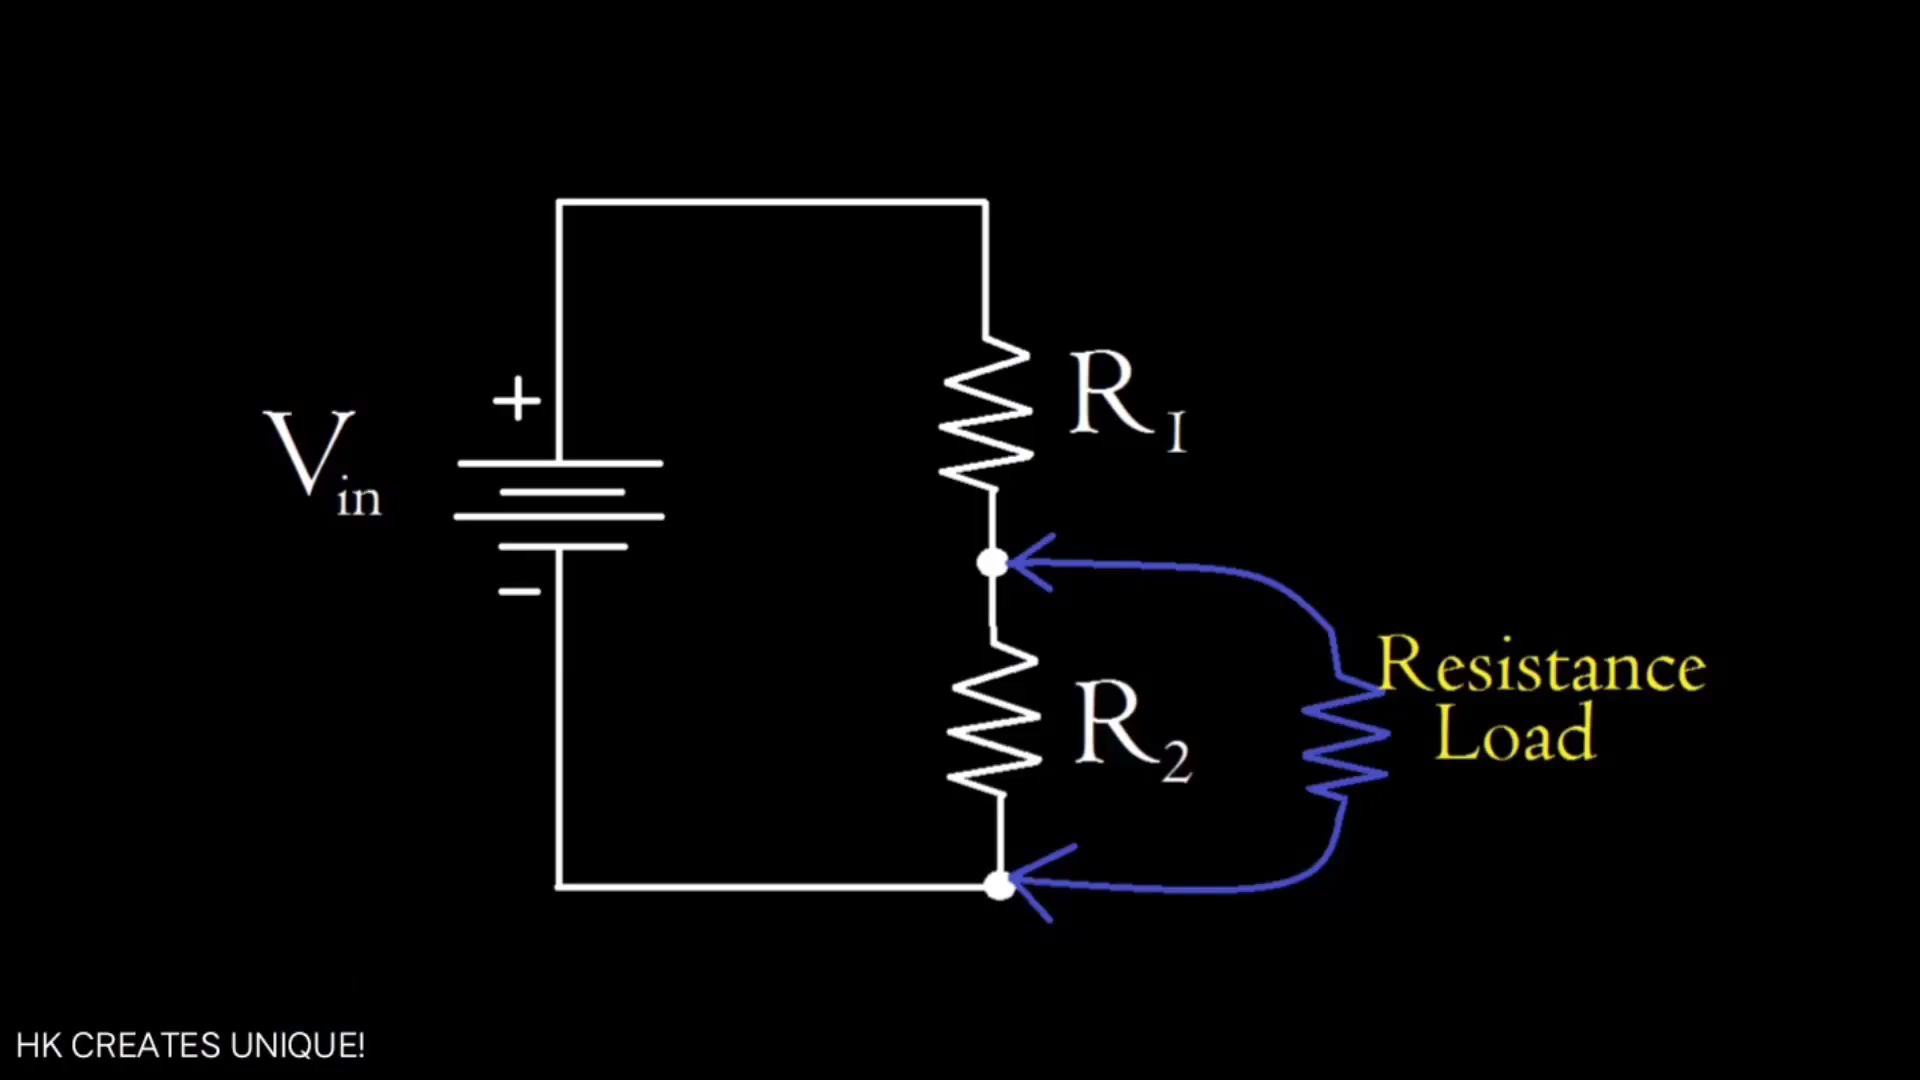 +
V in
R 1
−
Resistance
Load
R 2
HK CREATES UNIQUE!